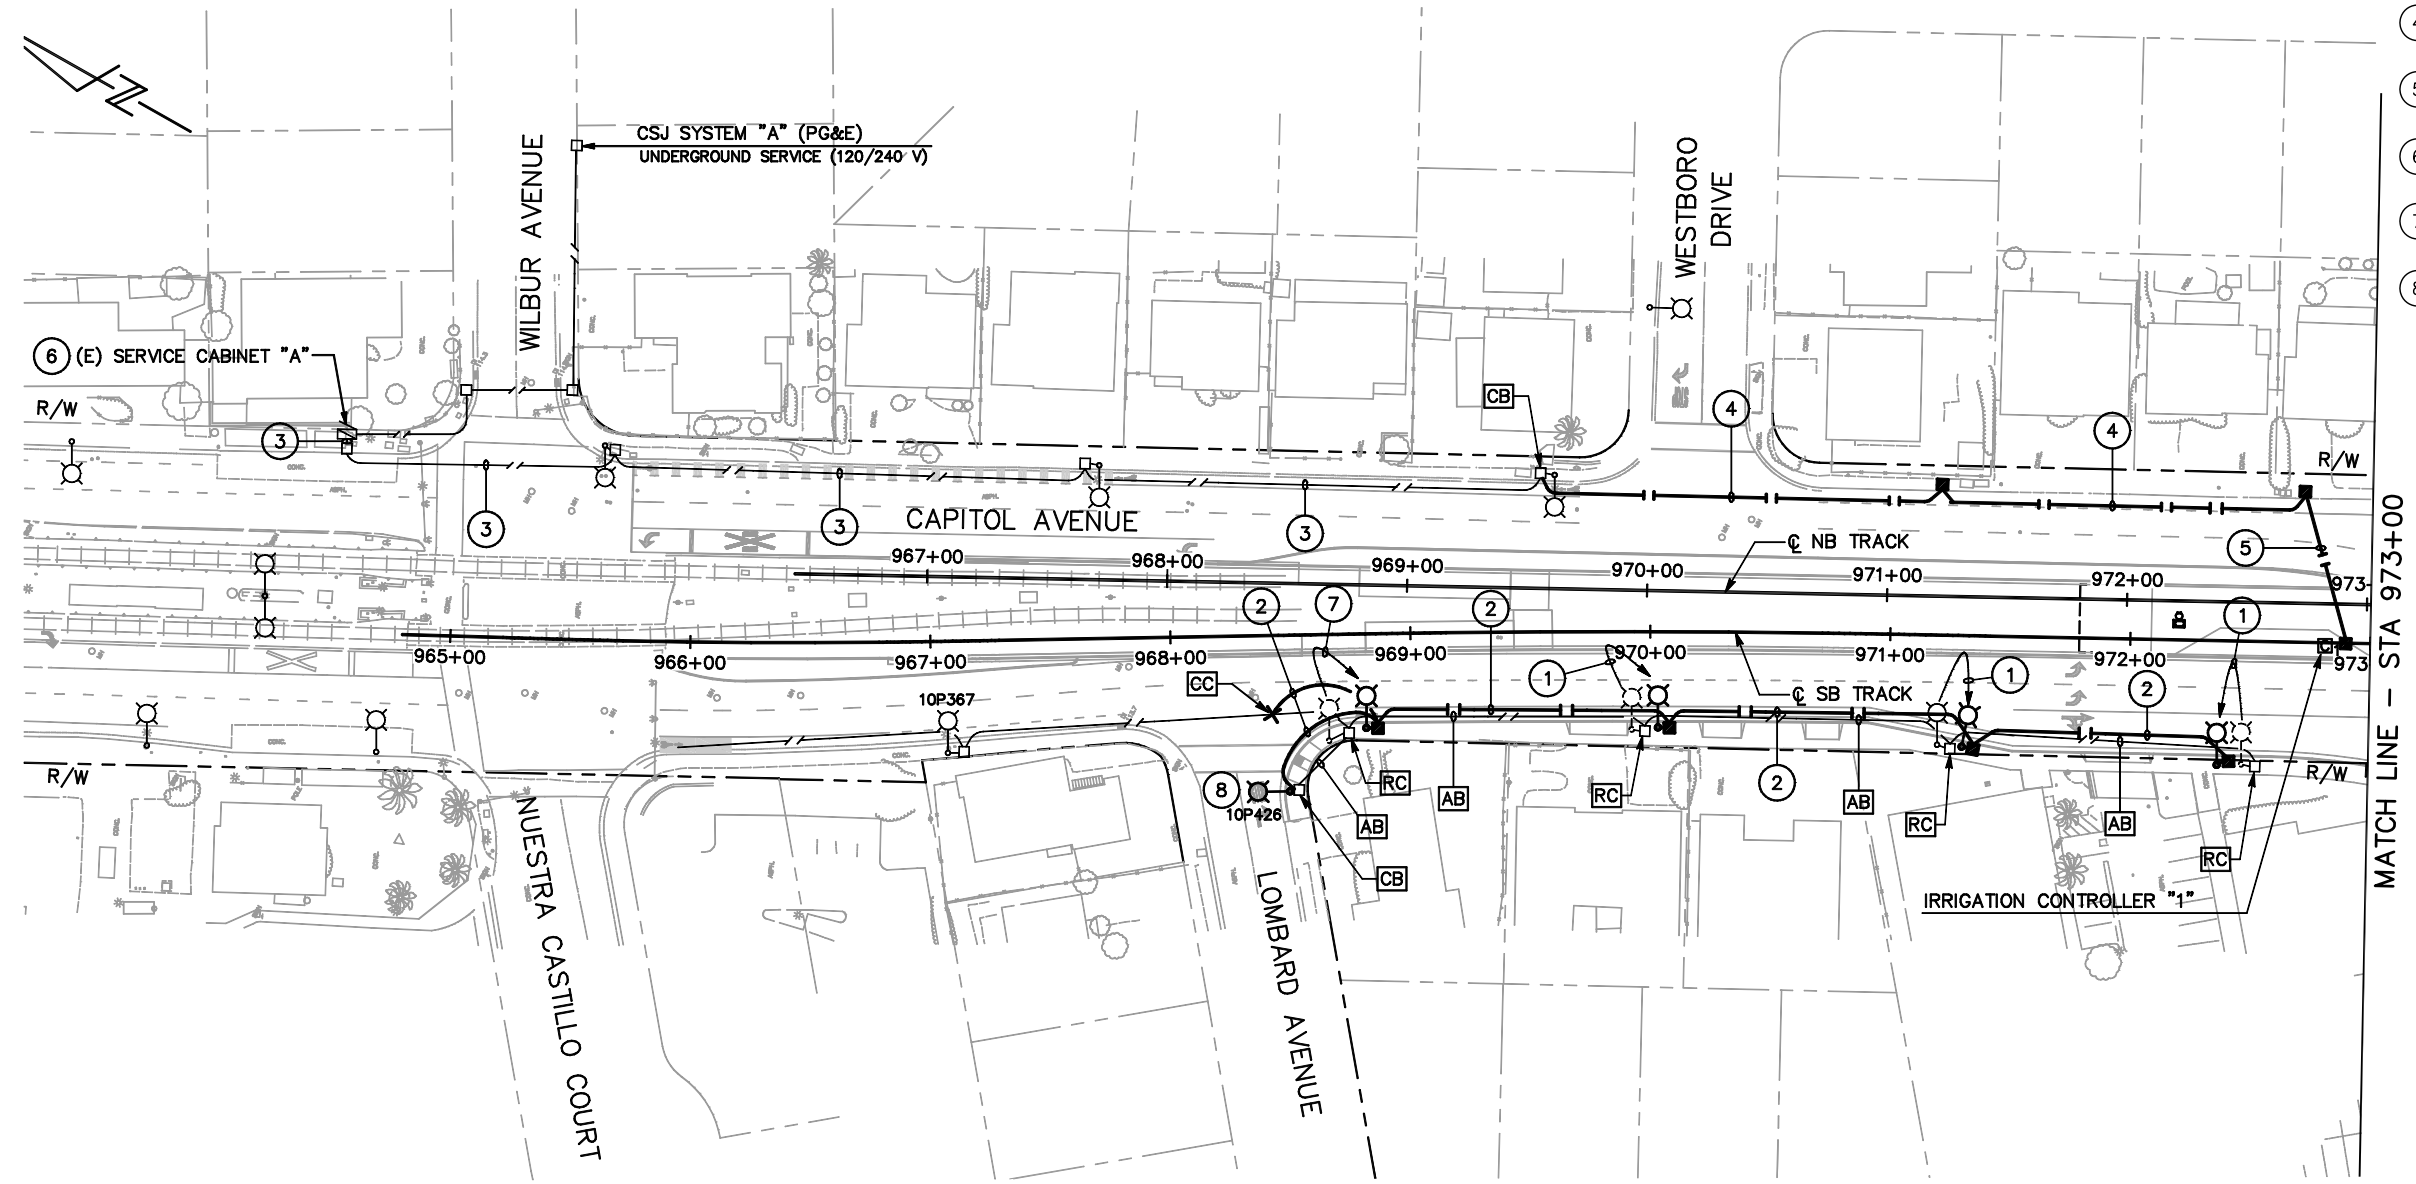 CSJ SYSTEM "A" (PG&E)
UNDERGROUND SERVICE (120/240 V)
WILBUR AVENUE
WESTBORO
DRIVE
6 (E) SERVICE CABINET "A"
R/W
3
3
3
3
CB
4
4
R/W
5
CAPITOL AVENUE
℄ NB TRACK
967+00
968+00
969+00
970+00
971+00
972+00
973-
2
7
2
1
1
1
2
965+00
966+00
967+00
968+00
969+00
970+00
971+00
972+00
973
℄ SB TRACK
CC
10P367
R/W
R/W
8
10P426
RC
AB
AB
CB
RC
2
AB
RC
AB
RC
IRRIGATION CONTROLLER "1"
NUESTRA CASTILLO COURT
LOMBARD AVENUE
MATCH LINE - STA 973+00